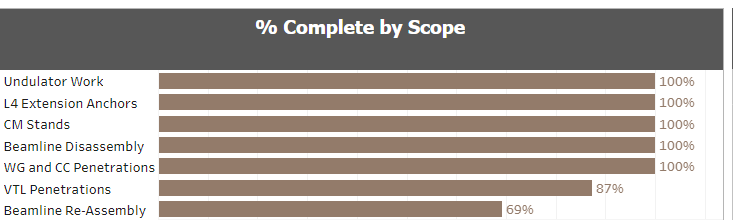 % Complete by Scope
Undulator Work 100%
L4 Extension Anchors 100%
CM Stands 100%
Beamline Disassembly 100%
WG and CC Penetrations 100%
VTL Penetrations 87%
Beamline Re-Assembly 69%